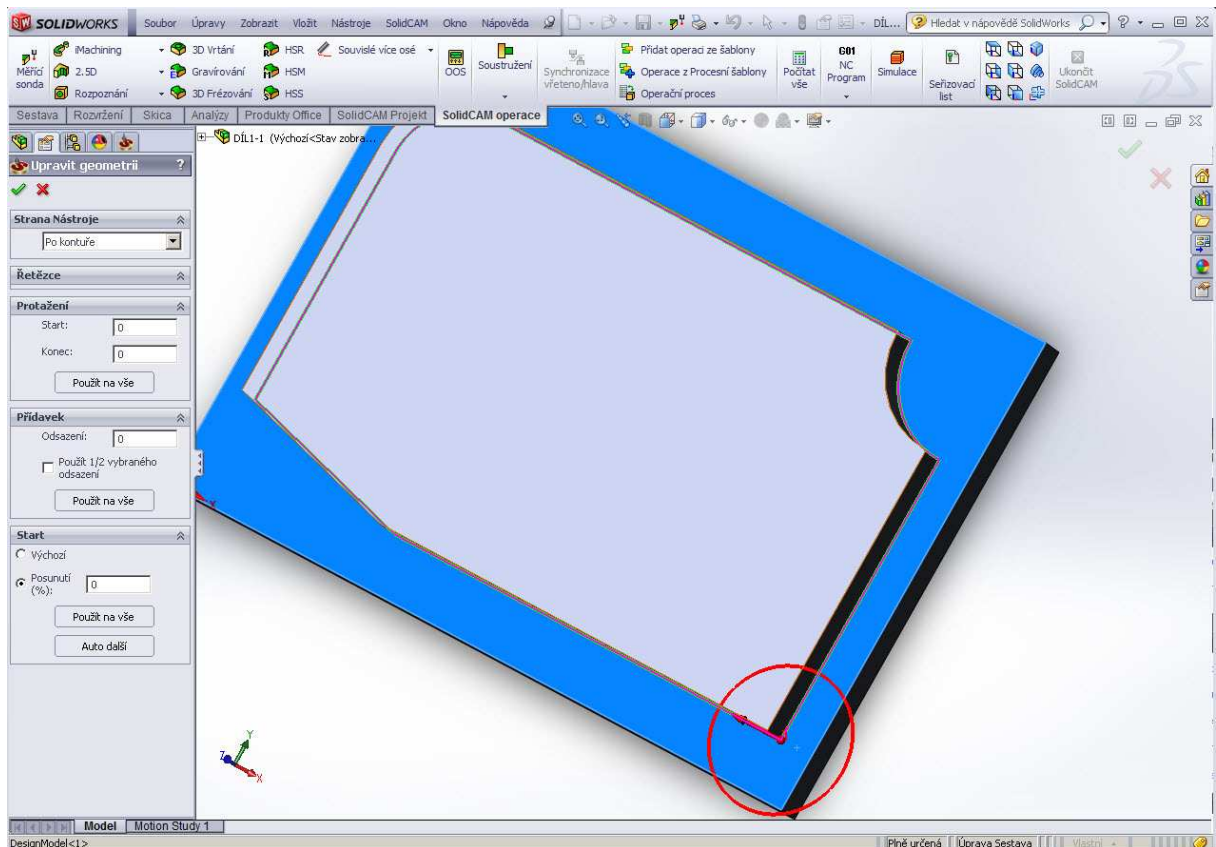 SOLIDWORKS Soubor Úpravy Zobrazit Vložit Nástroje SolidCAM Okno Nápověda DÍL... Hledat v nápovědě SolidWorks
Měřicí sonda
iMachining
2.5D
Rozpoznání
3D Vrtání
Gravírování
3D Frézování
HSR
HSM
HSS
Souvislé více osé
OOS
Soustružení
Synchronizace
vřeteno/hlava
Přidat operaci ze šablony
Operace z Procesní šablony
Operační proces
Počítat
vše
G01
NC
Program
Simulace
Seřizovací
list
Ukončit
SolidCAM
Sestava Rozvržení Skica Analýzy Produkty Office SolidCAM Projekt SolidCAM operace
DÍL1-1 (Výchozí<Stav zobra...
Upravit geometrii ?
Strana Nástroje
Po kontuře
Řetězce
Protažení
Start: 0
Konec: 0
Použít na vše
Přídavek
Odsazení: 0
Použít 1/2 vybraného
odsazení
Použít na vše
Start
Výchozí
Posunutí
(%): 0
Použít na vše
Auto další
Y
Z
X
Model Motion Study 1
DesignModel<1> Plně určená Úprava Sestava Vlastní